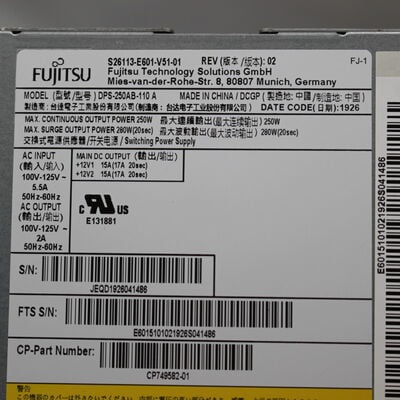 FUJITSU
S26113-E601-V51-01 REV (版本/版本): 02 FJ-1
Fujitsu Technology Solutions GmbH
Mies-van-der-Rohe-Str. 8, 80807 Munich, Germany
MODEL (型號/型号): DPS-250AB-110 A MADE IN CHINA / DCGP (製造地: 中國/制造地: 中国)
製造商: 台達電子工業股份有限公司(制造商: 台达电子工业股份有限公司) DATE CODE (日期): 1926
MAX. CONTINUOUS OUTPUT POWER 250W 最大連續輸出(最大连续输出) 250W
MAX. SURGE OUTPUT POWER 280W (20sec) 最大波動輸出(最大波动输出) 280W(20sec)
交換式電源供應器/开关电源/Switching Power Supply
AC INPUT
(輸入/输入)
100-125V~
5.5A
50Hz-60Hz
AC OUTPUT
(輸出/输出)
100-125V~
2A
50Hz-60Hz
MAIN DC OUTPUT (輸出/输出)
+12V1 15A(17A 20sec)
+12V2 15A(17A 20sec)
c UL US
E131881
S/N:
JEQD1926041486
FTS S/N:
E6015101021926S041486
CP-Part Number:
CP749582-01
E6015101021926S041486
警告